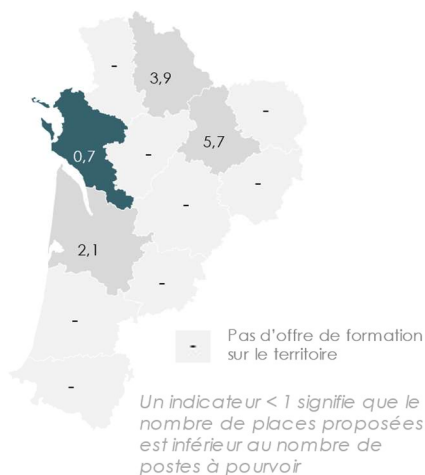 -
3,9
-
5,7
0,7
-
-
-
2,1
-
-
-
- Pas d'offre de formation
sur le territoire
Un indicateur < 1 signifie que le
nombre de places proposées
est inférieur au nombre de
postes à pourvoir